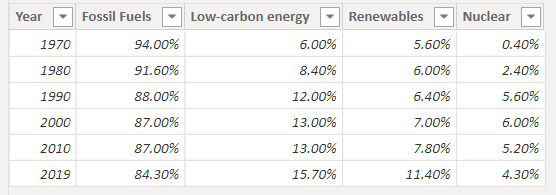 Year Fossil Fuels Low-carbon energy Renewables Nuclear
1970 94.00% 6.00% 5.60% 0.40%
1980 91.60% 8.40% 6.00% 2.40%
1990 88.00% 12.00% 6.40% 5.60%
2000 87.00% 13.00% 7.00% 6.00%
2010 87.00% 13.00% 7.80% 5.20%
2019 84.30% 15.70% 11.40% 4.30%